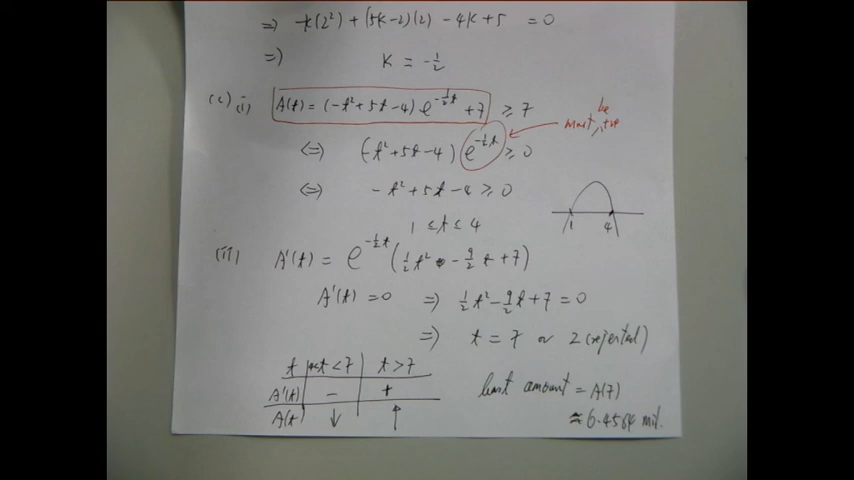 ⇒ k(2²) + (5k-2)(2) - 4k + 5 = 0
⇒) k = -1/2
(c)(i) A(t) = (-t² + 5t - 4) e^(-1/2 t) + 7 ≥ 7
must be +ve
⇔ (-t² + 5t - 4) e^(-1/2 t) ≥ 0
⇔ -t² + 5t - 4 ≥ 0
1 ≤ t ≤ 4
1 4
(ii) A'(t) = e^(-1/2 t) (1/2 t² - 9/2 t + 7)
A'(t) = 0 ⇒ 1/2 t² - 9/2 t + 7 = 0
⇒ t = 7 or 2 (rejected)
t <t<7 t>7
A'(t) - +
A(t) ↓ ↑
least amount = A(7)
≈ 6.4564 mil.